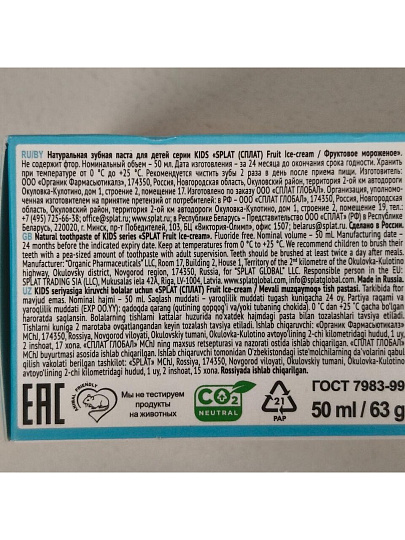 RU/BY Натуральная зубная паста для детей серии KIDS «SPLAT (СПЛАТ) Fruit Ice-cream / Фруктовое мороженое».
Не содержит фтор. Номинальный объем – 50 мл. Дата изготовления – за 24 месяца до окончания срока годности. Хранить
при температуре от 0 °C до +25 °C. Рекомендуется чистить зубы 2 раза в день после приема пищи. Изготовитель:
ООО «Органик Фармасьютикалз», 174350, Россия, Новгородская область, Окуловский район, территория 2-ой км автодороги
Окуловка-Кулотино, дом 1, строение 2, помещение 17. Изготовлено по заказу ООО «СПЛАТ ГЛОБАЛ». Организация, уполномо-
ченная изготовителем на принятие претензий от потребителей: в РФ - ООО «СПЛАТ ГЛОБАЛ», 174350, Россия, Новгородская
область, Окуловский район, территория 2-ой км автодороги Окуловка-Кулотино, дом 1, строение 2, помещение 19, тел.:
+7(495)725-66-38; office@splat.ru; www.splat.ru; в РБ – Представительство ООО «СПЛАТ» (РФ) в Республике
Беларусь, 220020, г. Минск, пр-т Победителей, 103, БЦ «Виктория-Олимп», офис 1507; belarus@splat.ru. Сделано в России.
GB Natural toothpaste of KIDS series «SPLAT Fruit Ice-cream». Fluoride free. Nominal volume – 50 mL. Manufacture date –
24 months before the indicated expiry date. Keep at temperatures from 0 °C to +25 °C. We recommend children to brush their
teeth with a pea-sized amount of toothpaste with adult supervision. Teeth should be brushed at least twice a day after meals.
Manufacture: "Organic Pharmaceuticals" LLC, Room 17, Building 2, House 1, Territory of the 2nd kilometre of the Okulovka-Kulotino
highway, Okulovsky District, Novgorod region, 174350, Russia, for "SPLAT GLOBAL" LLC. Responsible person in the EU:
SPLAT TRADING SIA (LLC), Mukusalas iela 42A, Riga, LV-1004, Latvia. www.splatglobal.com, info@splatglobal.com. Made in Russia.
UZ KIDS seriyasiga kiruvchi bolalar uchun «SPLAT Fruit Ice-cream / Mevali muzqaymoq» tish pastasi. Tarkibida ftor
mavjud emas. Nominal hajmi – 50 ml. Saqlash muddati – yaroqlilik muddati tugash kunigacha 24 oy. Partiya raqami va
yaroqlilik muddati (EXP OO.YY): qadoqda qarang (qutining qopqog'i va/yoki tubaning chokida). 0 °C dan +25 °C gacha bo'lgan
haroratda saqlansin. Bolalarning tishlarini kattalar huzurida no'xatdek hajmdagi pasta bilan tozalashlari tavsiya etiladi.
Tishlarni kuniga 2 marotaba ovqatlangandan keyin tozalash tavsiya etiladi. Ishlab chiqaruvchi: «Органик Фармасьютикалз»
MChJ, 174350, Rossiya, Novgorod viloyati, Okulovskiy tumani, Okulovka-Kulotino avtoyo'lining 2-chi kilometridagi hudud, 1 uy,
2 inshoot, 17 xona. «СПЛАТ ГЛОБАЛ» MChJ ning maxsus retsepturasi va nazorati ostida ishlab chiqarilgan. «СПЛАТ ГЛОБАЛ»
MChJ buyurtmasi asosida ishlab chiqarilgan. Ishlab chiqarilgan tomonidan O'zbekistondagi iste'molchilarning da'volarini qabul
qilish vakolati berilgan tashkilot: «СПЛАТ ГЛОБАЛ» MChJ, 174350, Rossiya, Novgorod viloyati, Okulovskiy tumani, Okulovka-Kulotino
avtoyo'lining 2-chi kilometridagi hudud, 1 uy, 2 inshoot, 15 xona. Rossiyada ishlab chiqarilgan.
EAC
ANIMAL FRIENDLY
Мы не тестируем
продукты
на животных
CO2
NEUTRAL
21
PAP
ГОСТ 7983-99
50 ml / 63 g